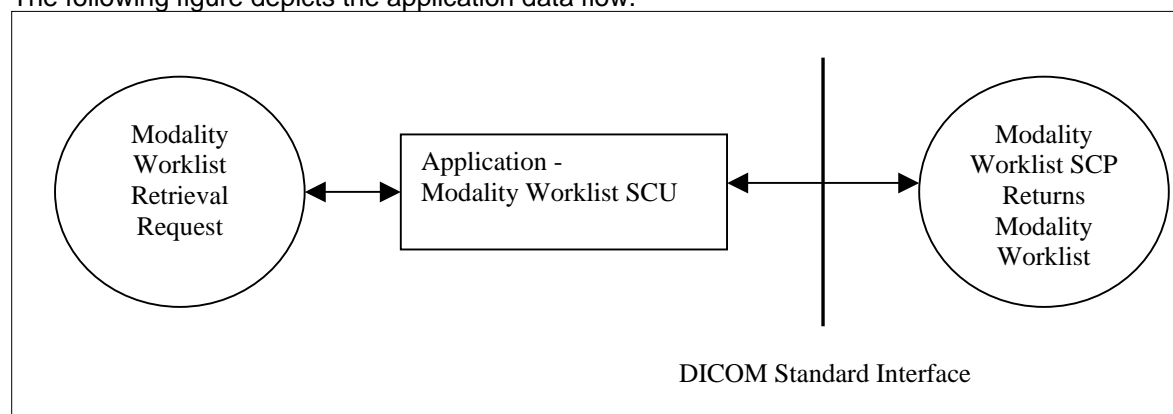 The following figure depicts the application data flow.
Modality
Worklist
Retrieval
Request
Application -
Modality Worklist SCU
Modality
Worklist SCP
Returns
Modality
Worklist
DICOM Standard Interface